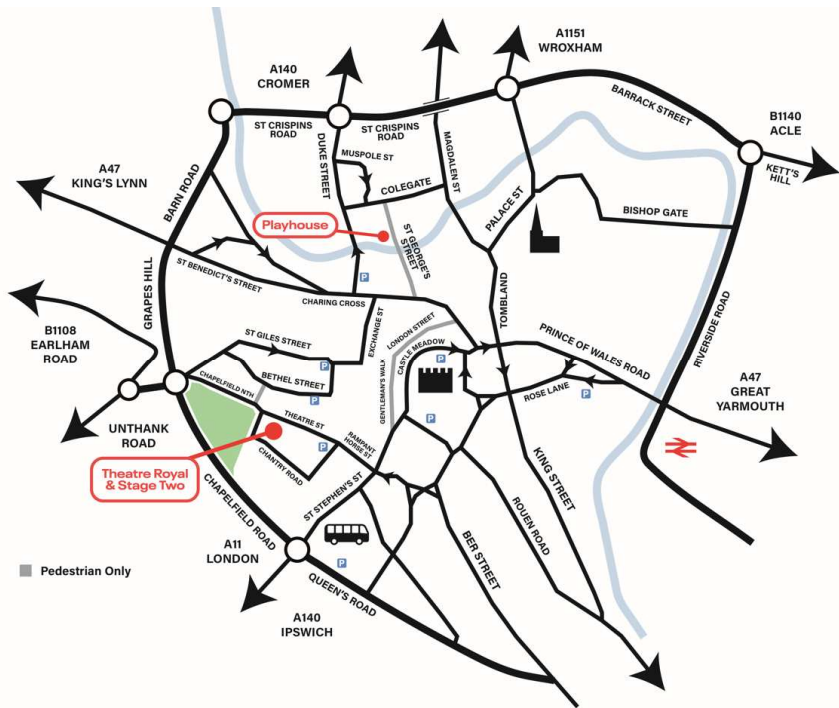 A1151
WROXHAM
A140
CROMER
BARRACK STREET
B1140
ACLE
KETT'S
HILL
ST CRISPINS
ROAD
ST CRISPINS
ROAD
DUKE STREET
MUSPOLE ST
MAGDALEN ST
COLEGATE
A47
KING'S LYNN
BARN ROAD
PALACE ST
BISHOP GATE
Playhouse
ST GEORGE'S
STREET
ST BENEDICT'S STREET
P
CHARING CROSS
TOMBLAND
GRAPES HILL
RIVERSIDE ROAD
B1108
EARLHAM
ROAD
ST GILES STREET
EXCHANGE ST
LONDON STREET
CASTLE MEADOW
P
PRINCE OF WALES ROAD
A47
GREAT
YARMOUTH
P
BETHEL STREET
P
CHAPELFIELD NTH
GENTLEMAN'S WALK
ROSE LANE
P
UNTHANK
ROAD
THEATRE ST
P
P
RAMPANT
HORSE ST
KING STREET
Theatre Royal
& Stage Two
CHANTRY ROAD
CHAPELFIELD ROAD
ST STEPHEN'S ST
ROUEN ROAD
BER STREET
A11
LONDON
P
QUEEN'S ROAD
Pedestrian Only
A140
IPSWICH